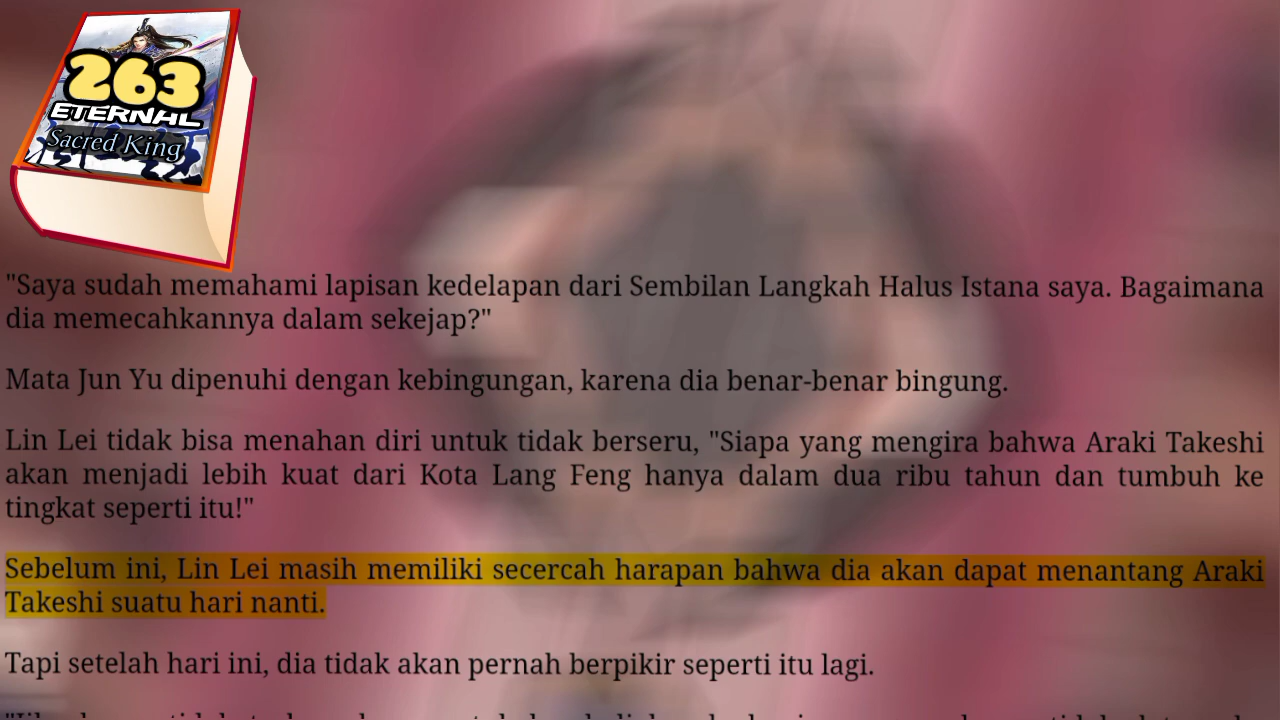 263
ETERNAL
Sacred King
"Saya sudah memahami lapisan kedelapan dari Sembilan Langkah Halus Istana saya. Bagaimana
dia memecahkannya dalam sekejap?"
Mata Jun Yu dipenuhi dengan kebingungan, karena dia benar-benar bingung.
Lin Lei tidak bisa menahan diri untuk tidak berseru, "Siapa yang mengira bahwa Araki Takeshi
akan menjadi lebih kuat dari Kota Lang Feng hanya dalam dua ribu tahun dan tumbuh ke
tingkat seperti itu!"
Sebelum ini, Lin Lei masih memiliki secercah harapan bahwa dia akan dapat menantang Araki
Takeshi suatu hari nanti.
Tapi setelah hari ini, dia tidak akan pernah berpikir seperti itu lagi.